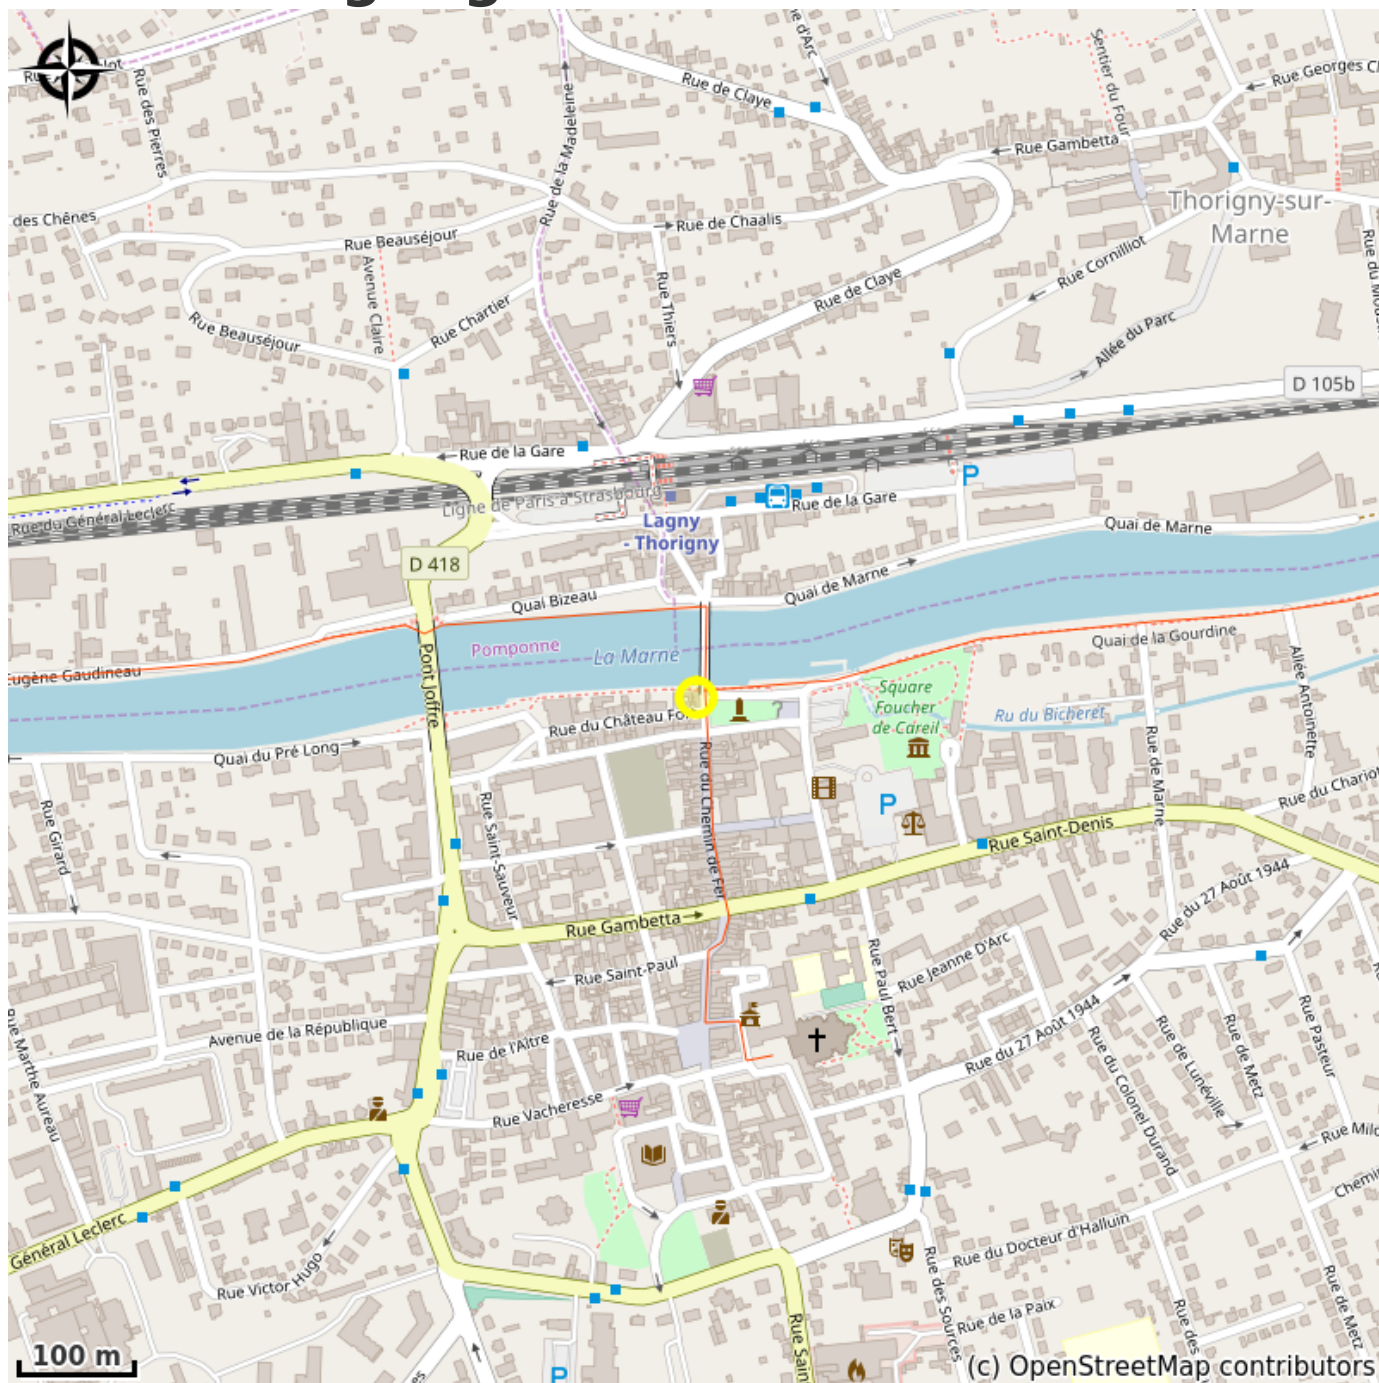 Rue de Claye
Sentier du Four
Rue Gambetta
Rue des Pierres
Rue de la Madeleine
des Chênes
Rue Beauséjour
Avenue Claire
Rue de Chaalis
Thorigny-sur-
Marne
Rue Cornilliot
Rue Thiers
Rue de Claye
Rue Chartier
Rue Beauséjour
Allée du Parc
D 105b
Rue de la Gare
Ligne de Paris à Strasbourg
Rue du Général Leclerc
P
Rue de la Gare
Lagny
- Thorigny
Quai de Marne
D 418
Quai de Marne
Quai Bizeau
Pomponne
La Marne
Quai de la Gourdine
Eugène Gaudineau
Pont Joffre
Allée Antoinette
Square
Foucher
de Careil
Ru du Bicheret
Rue du Château Fo
Quai du Pré Long
Rue du Chemin de Fer
Rue de Marne
?
P
Rue du Chariot
Rue Girard
Rue Saint-Sauveur
Rue Saint-Denis
Rue Gambetta
Rue du 27 Août 1944
Rue Saint-Paul
Rue Paul Bert
Rue Jeanne D'Arc
Avenue de la République
Rue de l'Aître
Rue du 27 Août 1944
Rue Marthe Aureau
Rue Vacheresse
Rue du Colonel Durand
Rue de Lunéville
Rue de Metz
Rue Pasteur
Général Leclerc
Rue Victor Hugo
Rue du Docteur d'Halluin
Rue des Sources
Rue de la Paix
Rue des
Rue de Metz
Rue Sain
P
100 m
(c) OpenStreetMap contributors